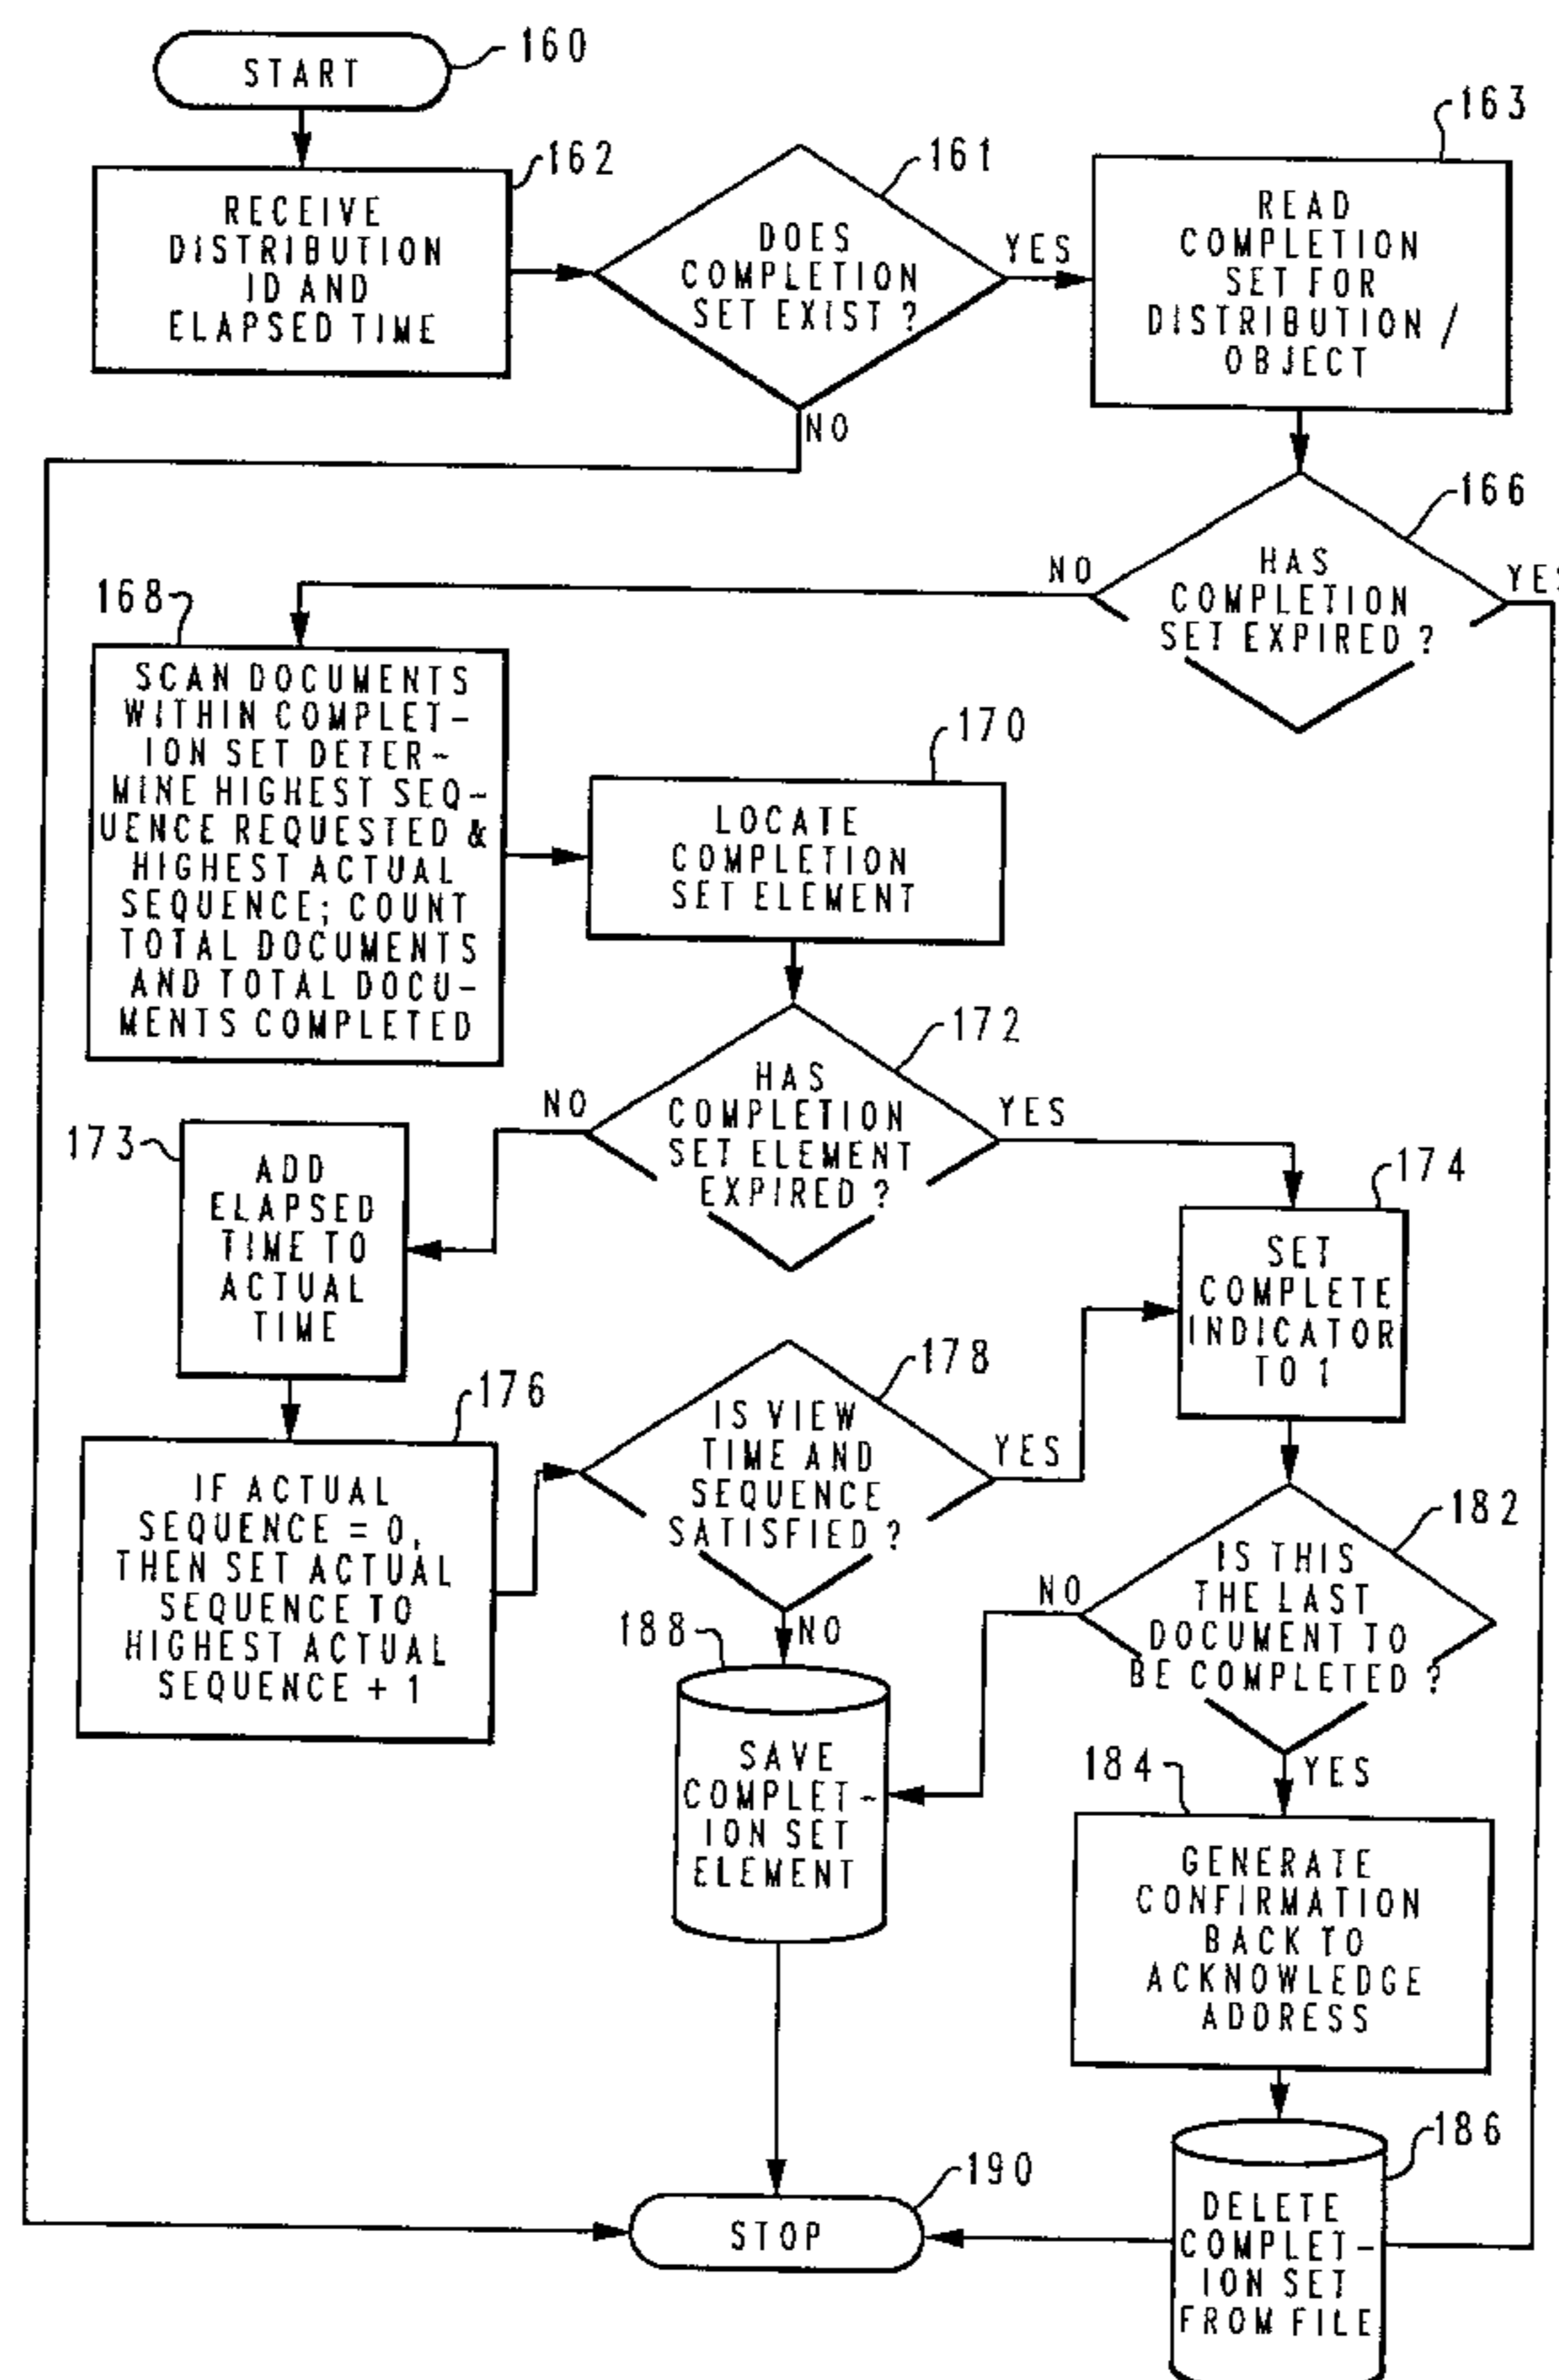 START
160
RECEIVE
DISTRIBUTION
ID AND
ELAPSED TIME
162
DOES
COMPLETION
SET EXIST ?
161
YES
NO
READ
COMPLETION
SET FOR
DISTRIBUTION /
OBJECT
163
HAS
COMPLETION
SET EXPIRED ?
166
NO
YES
168
SCAN DOCUMENTS
WITHIN COMPLET-
ION SET DETER-
MINE HIGHEST SEQ-
UENCE REQUESTED &
HIGHEST ACTUAL
SEQUENCE; COUNT
TOTAL DOCUMENTS
AND TOTAL DOCU-
MENTS COMPLETED
170
LOCATE
COMPLETION
SET ELEMENT
172
HAS
COMPLETION
SET ELEMENT
EXPIRED ?
NO
YES
173
ADD
ELAPSED
TIME TO
ACTUAL
TIME
174
SET
COMPLETE
INDICATOR
TO 1
176
IF ACTUAL
SEQUENCE = 0,
THEN SET ACTUAL
SEQUENCE TO
HIGHEST ACTUAL
SEQUENCE + 1
178
IS VIEW
TIME AND
SEQUENCE
SATISFIED ?
YES
NO
182
IS THIS
THE LAST
DOCUMENT TO
BE COMPLETED ?
NO
YES
188
SAVE
COMPLET-
ION SET
ELEMENT
184
GENERATE
CONFIRMATION
BACK TO
ACKNOWLEDGE
ADDRESS
186
DELETE
COMPLET-
ION SET
FROM FILE
190
STOP